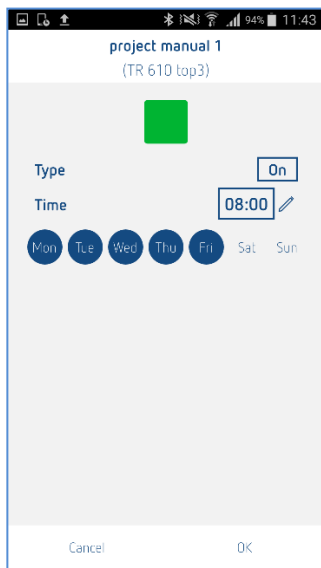 94% 11:43
project manual 1
(TR 610 top3)
Type On
Time 08:00
Mon Tue Wed Thu Fri Sat Sun
Cancel OK